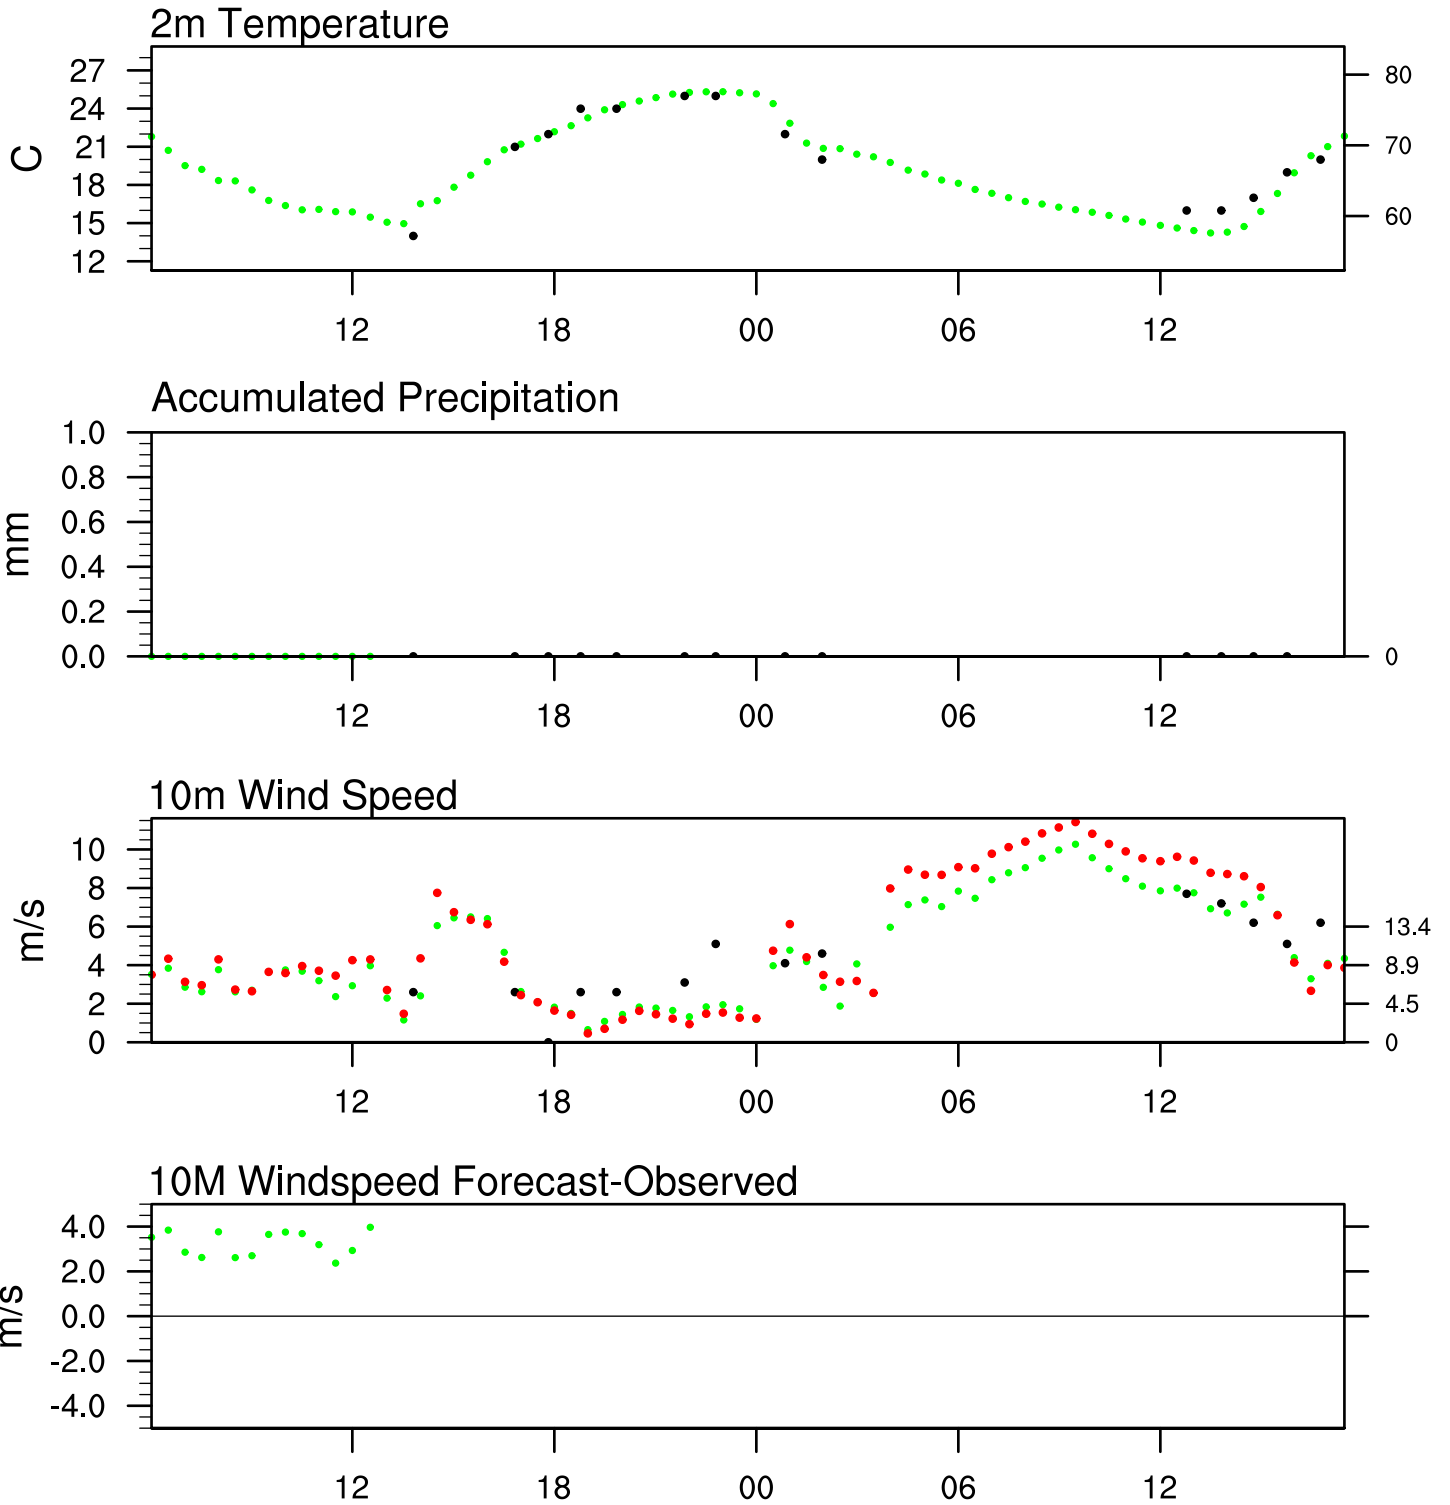 2m Temperature
27
24
21
18
15
12
C
80
70
60
12 18 00 06 12
Accumulated Precipitation
1.0
0.8
0.6
0.4
0.2
0.0
mm
0
12 18 00 06 12
10m Wind Speed
10
8
6
4
2
0
m/s
13.4
8.9
4.5
0
12 18 00 06 12
10M Windspeed Forecast-Observed
4.0
2.0
0.0
-2.0
-4.0
m/s
12 18 00 06 12